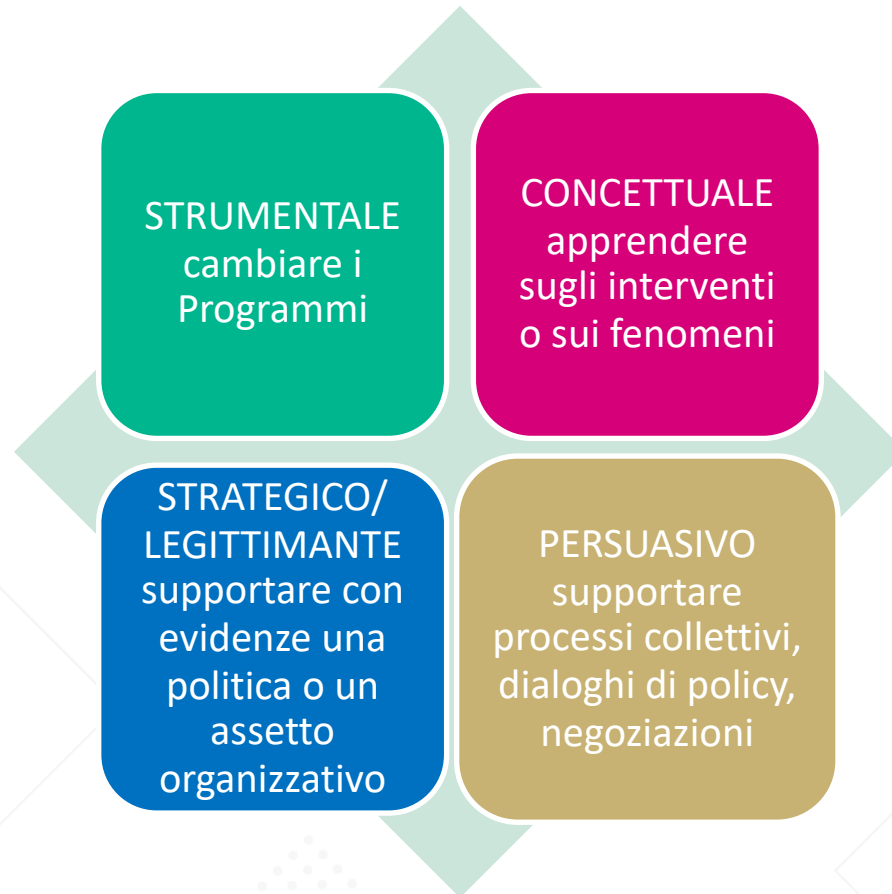 STRUMENTALE
cambiare i
Programmi
CONCETTUALE
apprendere
sugli interventi
o sui fenomeni
STRATEGICO/
LEGITTIMANTE
supportare con
evidenze una
politica o un
assetto
organizzativo
PERSUASIVO
supportare
processi collettivi,
dialoghi di policy,
negoziazioni